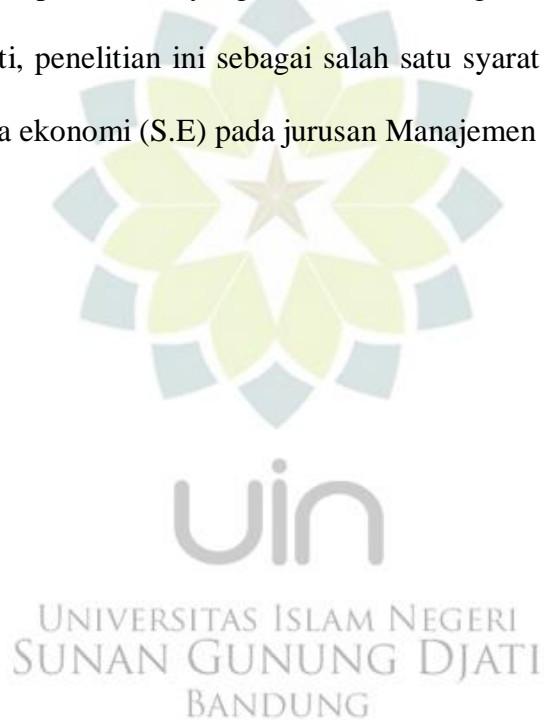 ti, penelitian ini sebagai salah satu syarat
a ekonomi (S.E) pada jurusan Manajemen
uin
UNIVERSITAS ISLAM NEGERI
SUNAN GUNUNG DJATI
BANDUNG